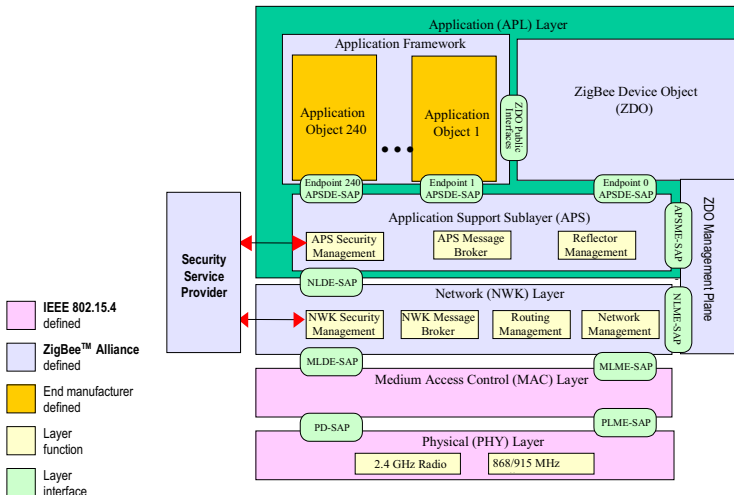 Application (APL) Layer
Application Framework
Application
Object 240
• • •
Application
Object 1
ZDO Public
Interfaces
ZigBee Device Object
(ZDO)
Endpoint 240
APSDE-SAP
Endpoint 1
APSDE-SAP
Endpoint 0
APSDE-SAP
Application Support Sublayer (APS)
APS Security
Management
APS Message
Broker
Reflector
Management
APSME-SAP
ZDO Management Plane
Security
Service
Provider
NLDE-SAP
Network (NWK) Layer
NWK Security
Management
NWK Message
Broker
Routing
Management
Network
Management
NLME-SAP
MLDE-SAP
MLME-SAP
Medium Access Control (MAC) Layer
PD-SAP
PLME-SAP
Physical (PHY) Layer
2.4 GHz Radio
868/915 MHz
IEEE 802.15.4
defined
ZigBee™ Alliance
defined
End manufacturer
defined
Layer
function
Layer
interface